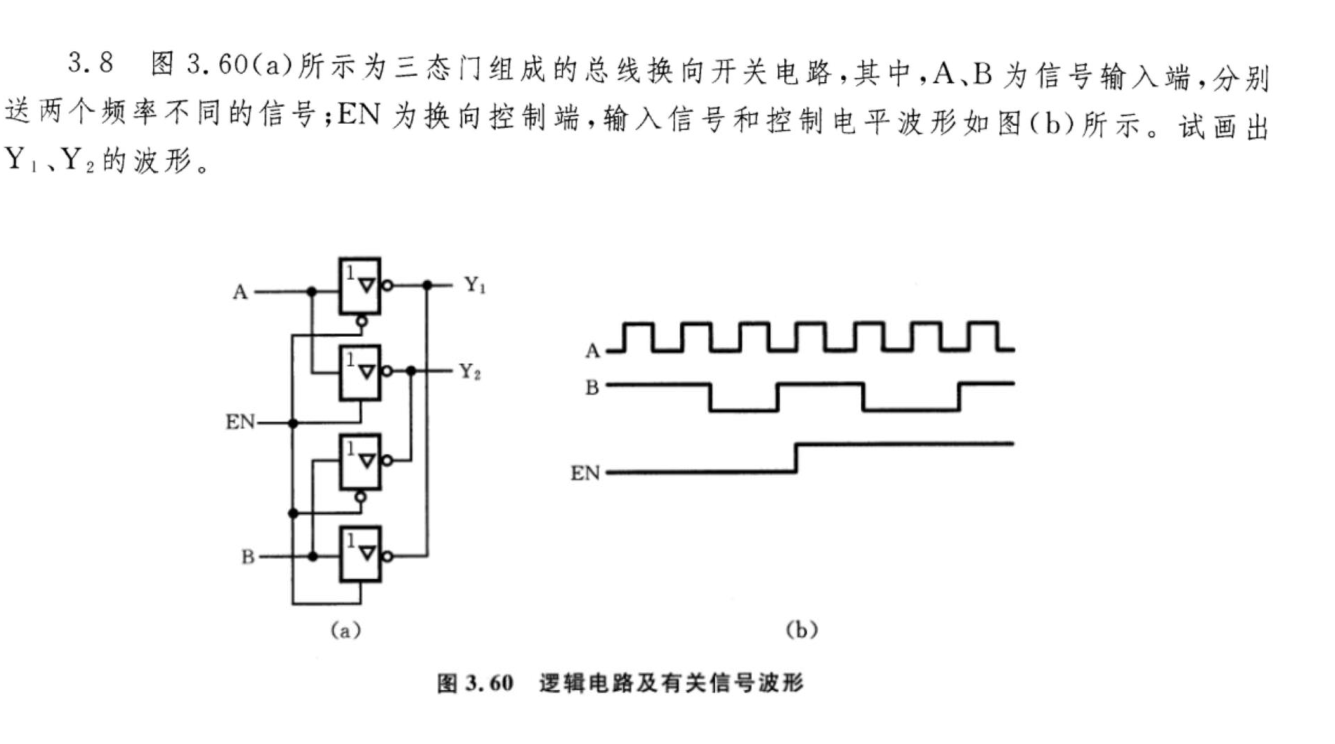 3.8 图 3.60(a)所示为三态门组成的总线换向开关电路,其中,A、B 为信号输入端,分别
送两个频率不同的信号;EN 为换向控制端,输入信号和控制电平波形如图(b)所示。试画出
Y₁、Y₂的波形。
1
A
Y₁
1
Y₂
EN
1
B
1
(a)
A
B
EN
(b)
图 3.60 逻辑电路及有关信号波形